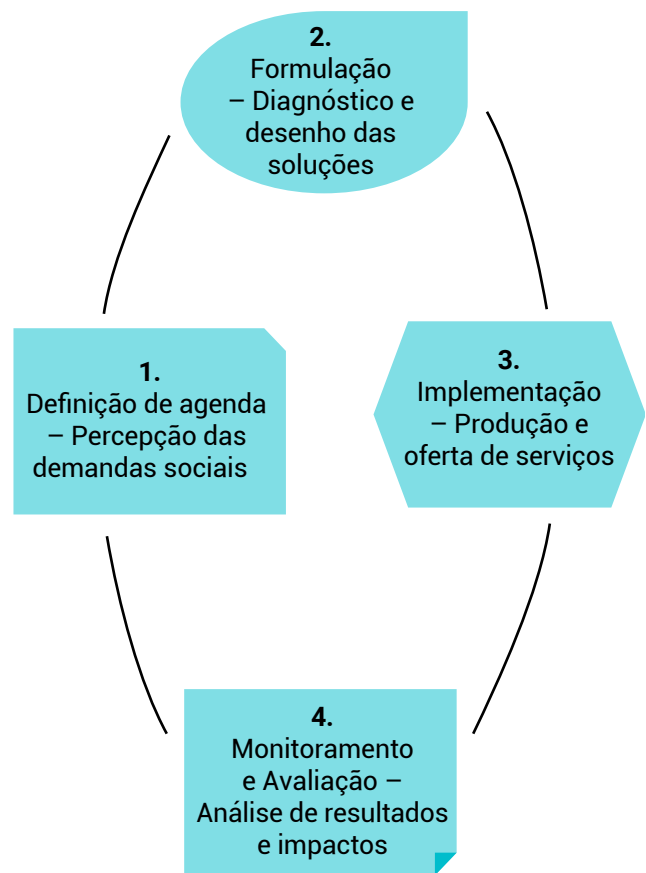 2.
Formulação
– Diagnóstico e
desenho das
soluções
1.
Definição de agenda
– Percepção das
demandas sociais
3.
Implementação
– Produção e
oferta de serviços
4.
Monitoramento
e Avaliação –
Análise de resultados
e impactos